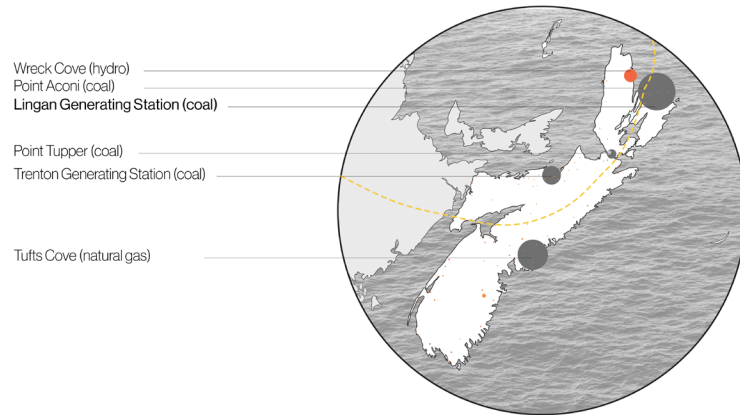 Wreck Cove (hydro)
Point Aconi (coal)
Lingan Generating Station (coal)
Point Tupper (coal)
Trenton Generating Station (coal)
Tufts Cove (natural gas)